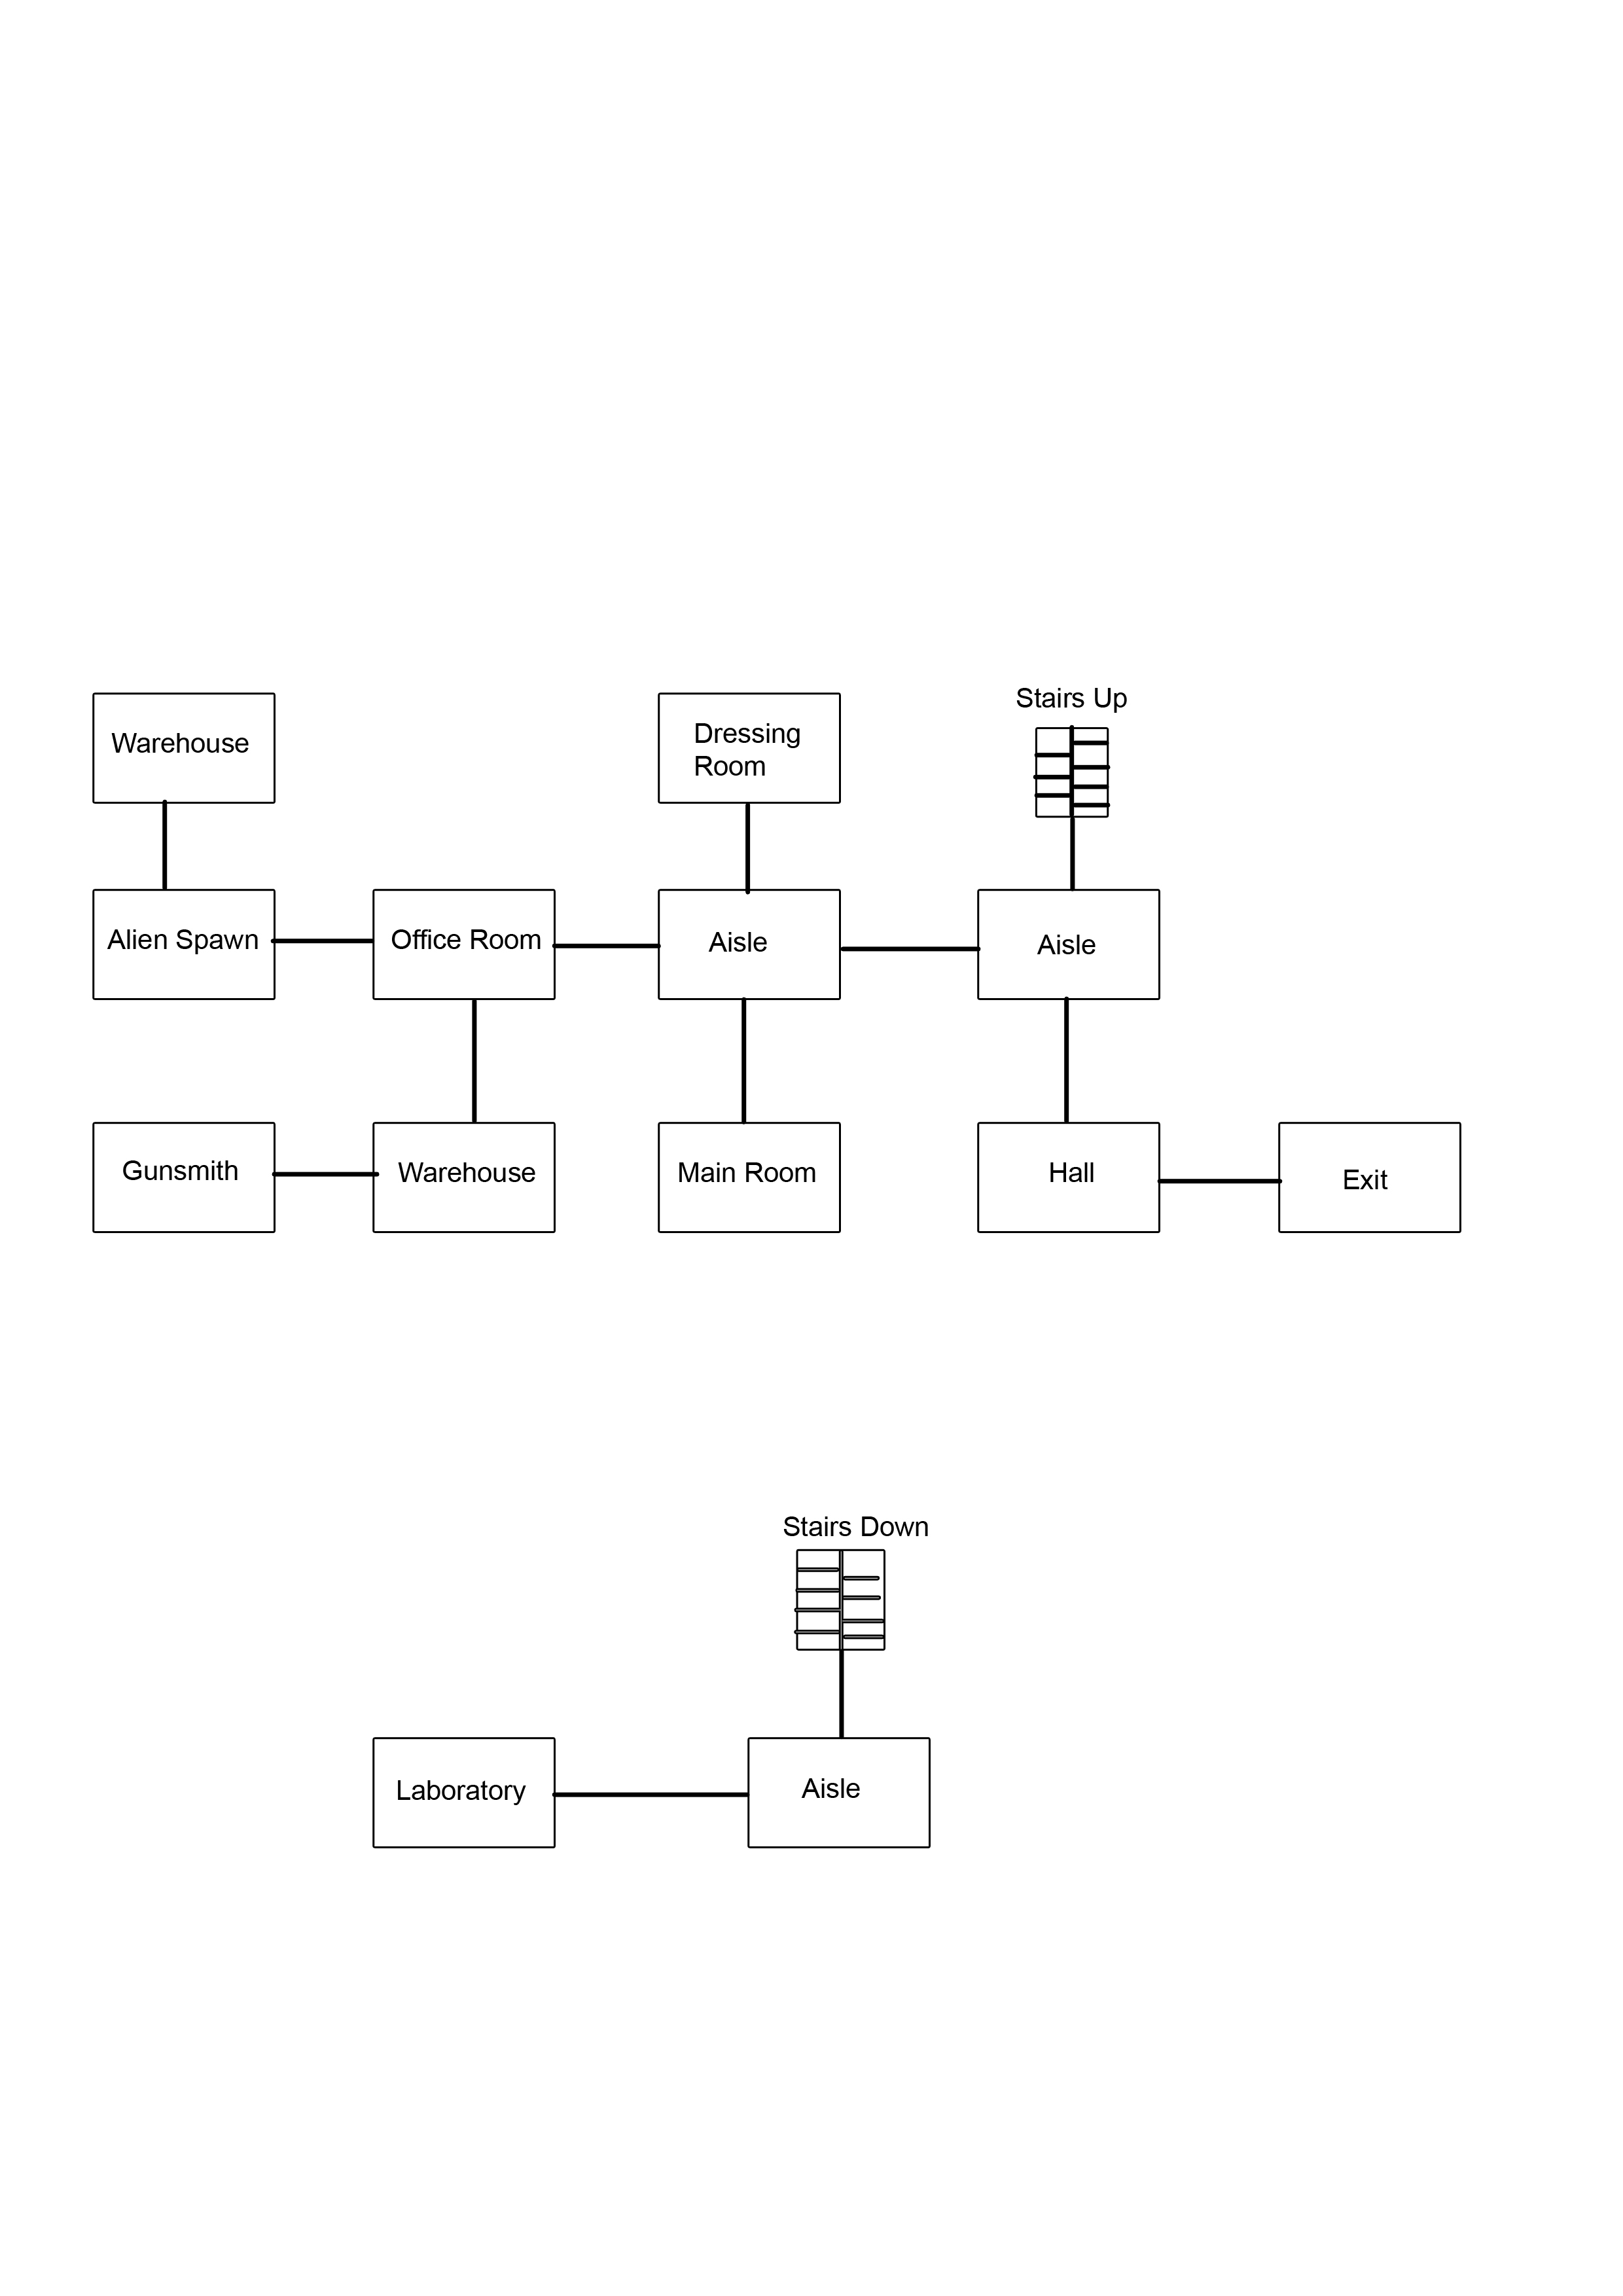 Stairs Up
Warehouse
Dressing
Room
Alien Spawn
Office Room
Aisle
Aisle
Gunsmith
Warehouse
Main Room
Hall
Exit
Stairs Down
Laboratory
Aisle